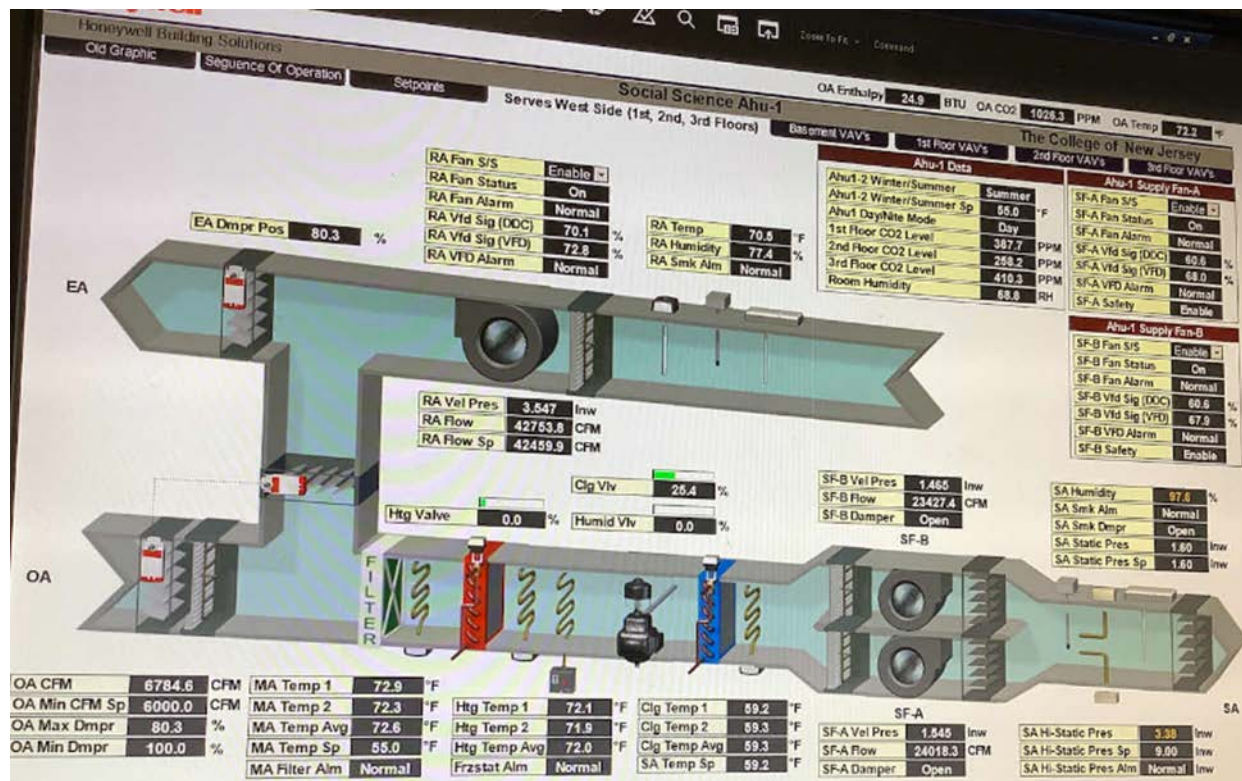 Honeywell Building Solutions
Old Graphic
Sequence Of Operation
Setpoints
Zoom To Fit
Command
Social Science Ahu-1
Serves West Side (1st, 2nd, 3rd Floors)
OA Enthalpy 24.9 BTU OA CO2 1028.3 PPM OA Temp 72.2 °F
The College of New Jersey
Basement VAV's
1st Floor VAV's
2nd Floor VAV's
3rd Floor VAV's
EA Dmpr Pos 80.3 %
RA Fan S/S Enable
RA Fan Status On
RA Fan Alarm Normal
RA Vfd Sig (DDC) 70.1 %
RA Vfd Sig (VFD) 72.8 %
RA VFD Alarm Normal
RA Temp 70.5 °F
RA Humidity 77.4 %
RA Smk Alm Normal
Ahu-1 Data
Ahu1-2 Winter/Summer Summer
Ahu1-2 Winter/Summer Sp 55.0 °F
Ahu1 Day/Nite Mode Day
1st Floor CO2 Level 387.7 PPM
2nd Floor CO2 Level 258.2 PPM
3rd Floor CO2 Level 410.3 PPM
Room Humidity 68.8 RH
Ahu-1 Supply Fan-A
SF-A Fan S/S Enable
SF-A Fan Status On
SF-A Fan Alarm Normal
SF-A Vfd Sig (DDC) 60.6 %
SF-A Vfd Sig (VFD) 68.0 %
SF-A VFD Alarm Normal
SF-A Safety Enable
Ahu-1 Supply Fan-B
SF-B Fan S/S Enable
SF-B Fan Status On
SF-B Fan Alarm Normal
SF-B Vfd Sig (DDC) 60.6 %
SF-B Vfd Sig (VFD) 67.9 %
SF-B VFD Alarm Normal
SF-B Safety Enable
EA
RA Vel Pres 3.547 Inw
RA Flow 42753.8 CFM
RA Flow Sp 42459.9 CFM
Clg Vlv 25.4 %
Htg Valve 0.0 %
Humid Vlv 0.0 %
SF-B Vel Pres 1.465 Inw
SF-B Flow 23427.4 CFM
SF-B Damper Open
SF-B
SA Humidity 97.6 %
SA Smk Alm Normal
SA Smk Dmpr Open
SA Static Pres 1.60 Inw
SA Static Pres Sp 1.60 Inw
OA
FILTER
SA
OA CFM 6784.6 CFM
OA Min CFM Sp 6000.0 CFM
OA Max Dmpr 80.3 %
OA Min Dmpr 100.0 %
MA Temp 1 72.9 °F
MA Temp 2 72.3 °F
MA Temp Avg 72.6 °F
MA Temp Sp 55.0 °F
MA Filter Alm Normal
Htg Temp 1 72.1 °F
Htg Temp 2 71.9 °F
Htg Temp Avg 72.0 °F
Frzstat Alm Normal
Clg Temp 1 59.2 °F
Clg Temp 2 59.3 °F
Clg Temp Avg 59.3 °F
SA Temp Sp 59.2 °F
SF-A
SF-A Vel Pres 1.545 Inw
SF-A Flow 24018.3 CFM
SF-A Damper Open
SA Hi-Static Pres 3.38 Inw
SA Hi-Static Pres Sp 9.00 Inw
SA Hi-Static Pres Alm Normal Inw